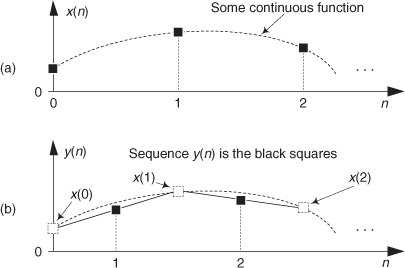 x(n)
Some continuous function
(a)
0
. . .
0
1
2
n
y(n)
Sequence y(n) is the black squares
x(0)
x(1)
x(2)
(b)
. . .
0
1
2
n